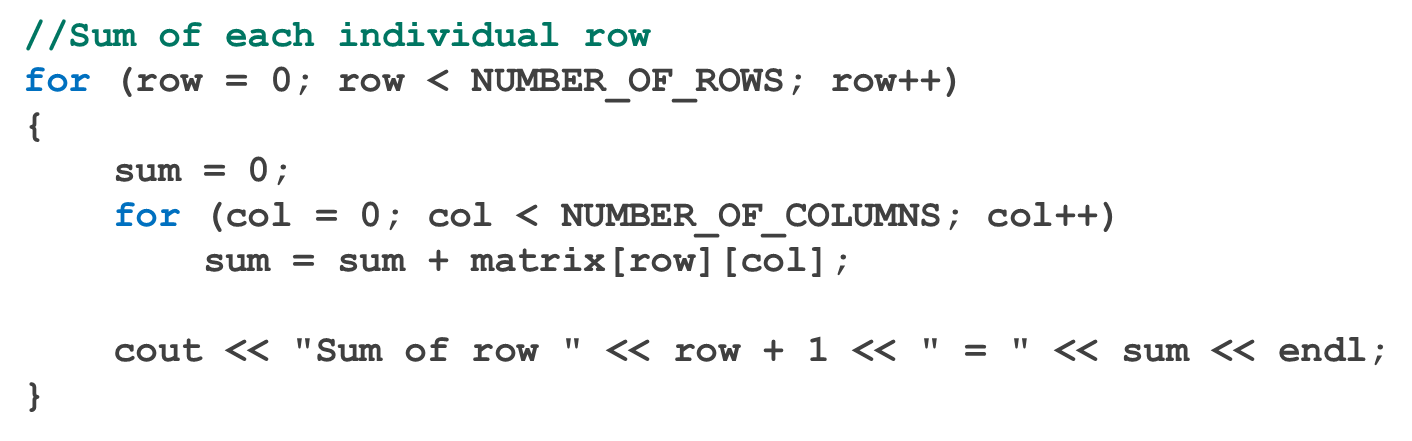 //Sum of each individual row
for (row = 0; row < NUMBER_OF_ROWS; row++)
{
    sum = 0;
    for (col = 0; col < NUMBER_OF_COLUMNS; col++)
        sum = sum + matrix[row][col];

    cout << "Sum of row " << row + 1 << " = " << sum << endl;
}